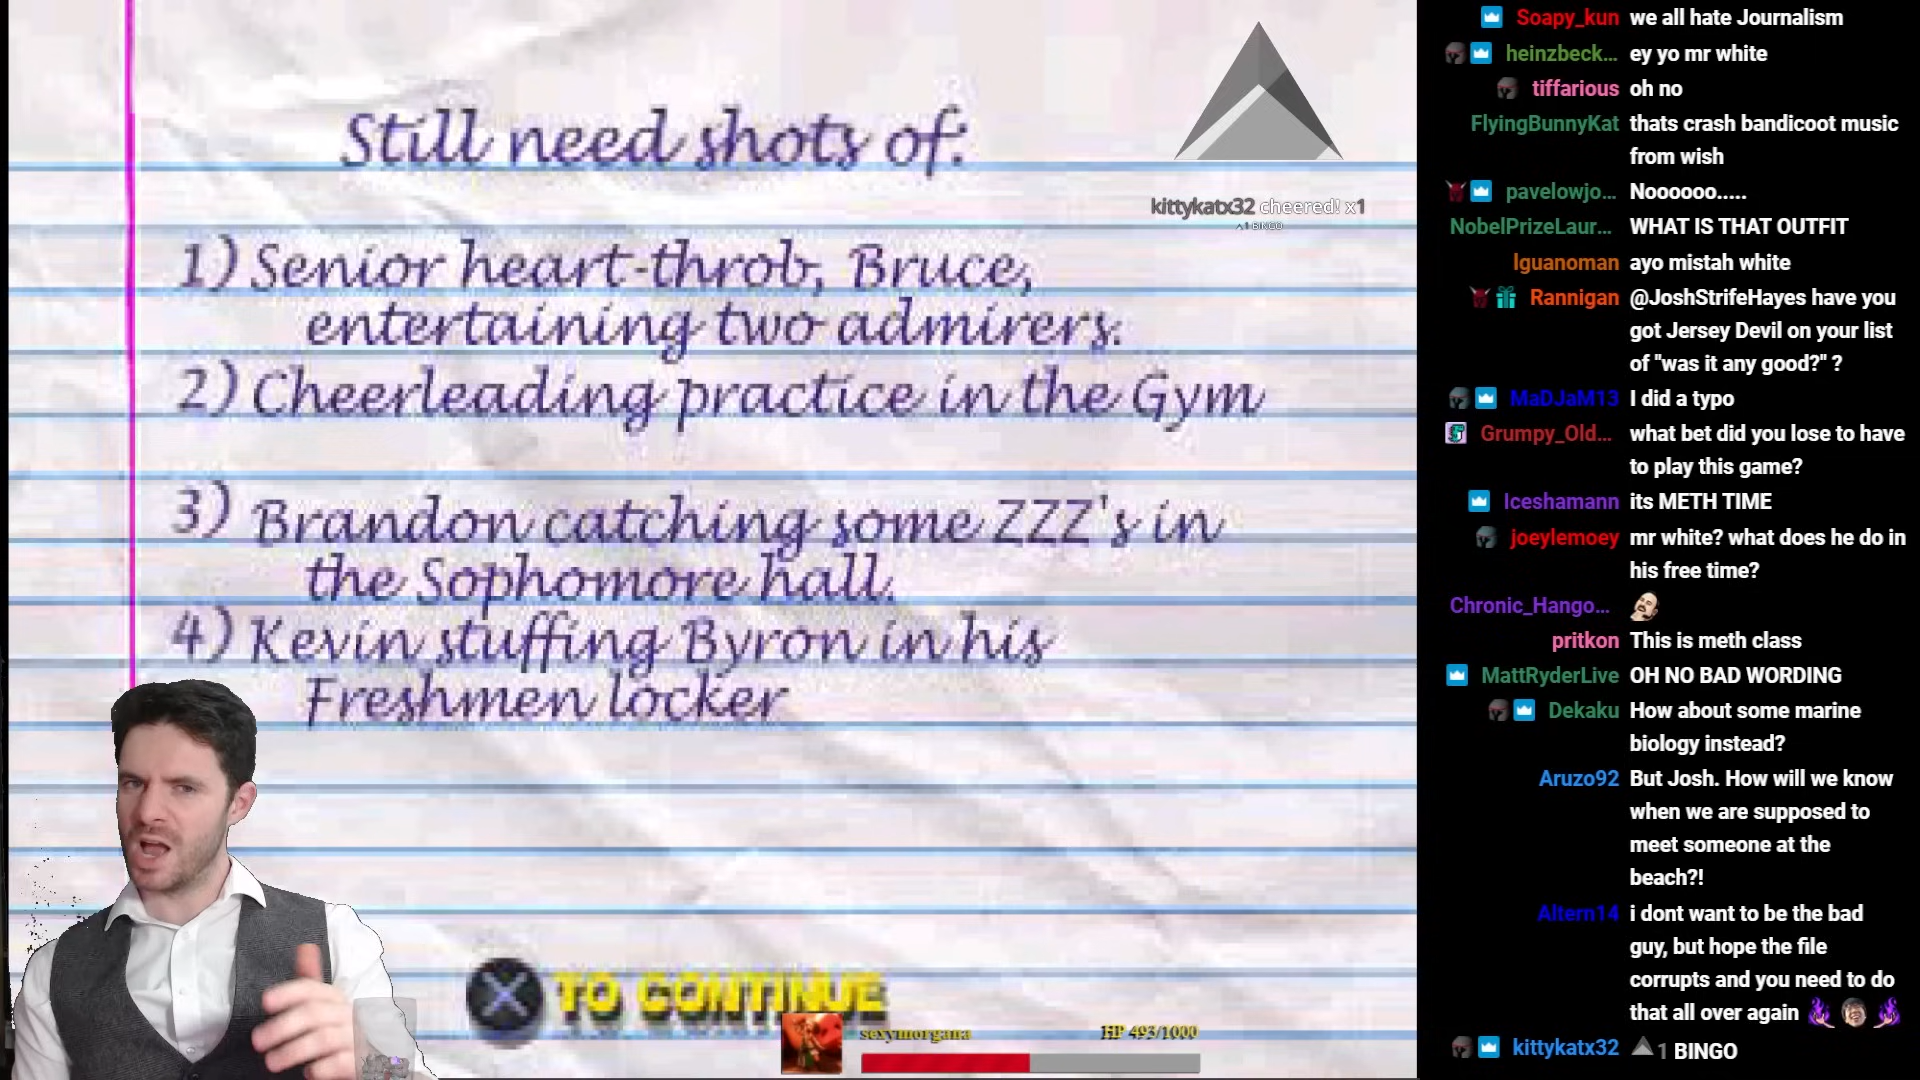 Still need shots of:
1) Senior heart-throb, Bruce,
entertaining two admirers.
2) Cheerleading practice in the Gym
3) Brandon catching some ZZZ's in
the Sophomore hall.
4) Kevin stuffing Byron in his
Freshmen locker
TO CONTINUE
kittykatx32 cheered! x1
1 BINGO
sexymorgana HP 493/1000
Soapy_kun we all hate Journalism
heinzbeck... ey yo mr white
tiffarious oh no
FlyingBunnyKat thats crash bandicoot music
from wish
pavelowjo... Noooooo.....
NobelPrizeLaur... WHAT IS THAT OUTFIT
Iguanoman ayo mistah white
Rannigan @JoshStrifeHayes have you
got Jersey Devil on your list
of "was it any good?" ?
MaDJaM13 I did a typo
Grumpy_Old... what bet did you lose to have
to play this game?
Iceshamann its METH TIME
joeylemoey mr white? what does he do in
his free time?
Chronic_Hango...
pritkon This is meth class
MattRyderLive OH NO BAD WORDING
Dekaku How about some marine
biology instead?
Aruzo92 But Josh. How will we know
when we are supposed to
meet someone at the
beach?!
Altern14 i dont want to be the bad
guy, but hope the file
corrupts and you need to do
that all over again
kittykatx32 1 BINGO